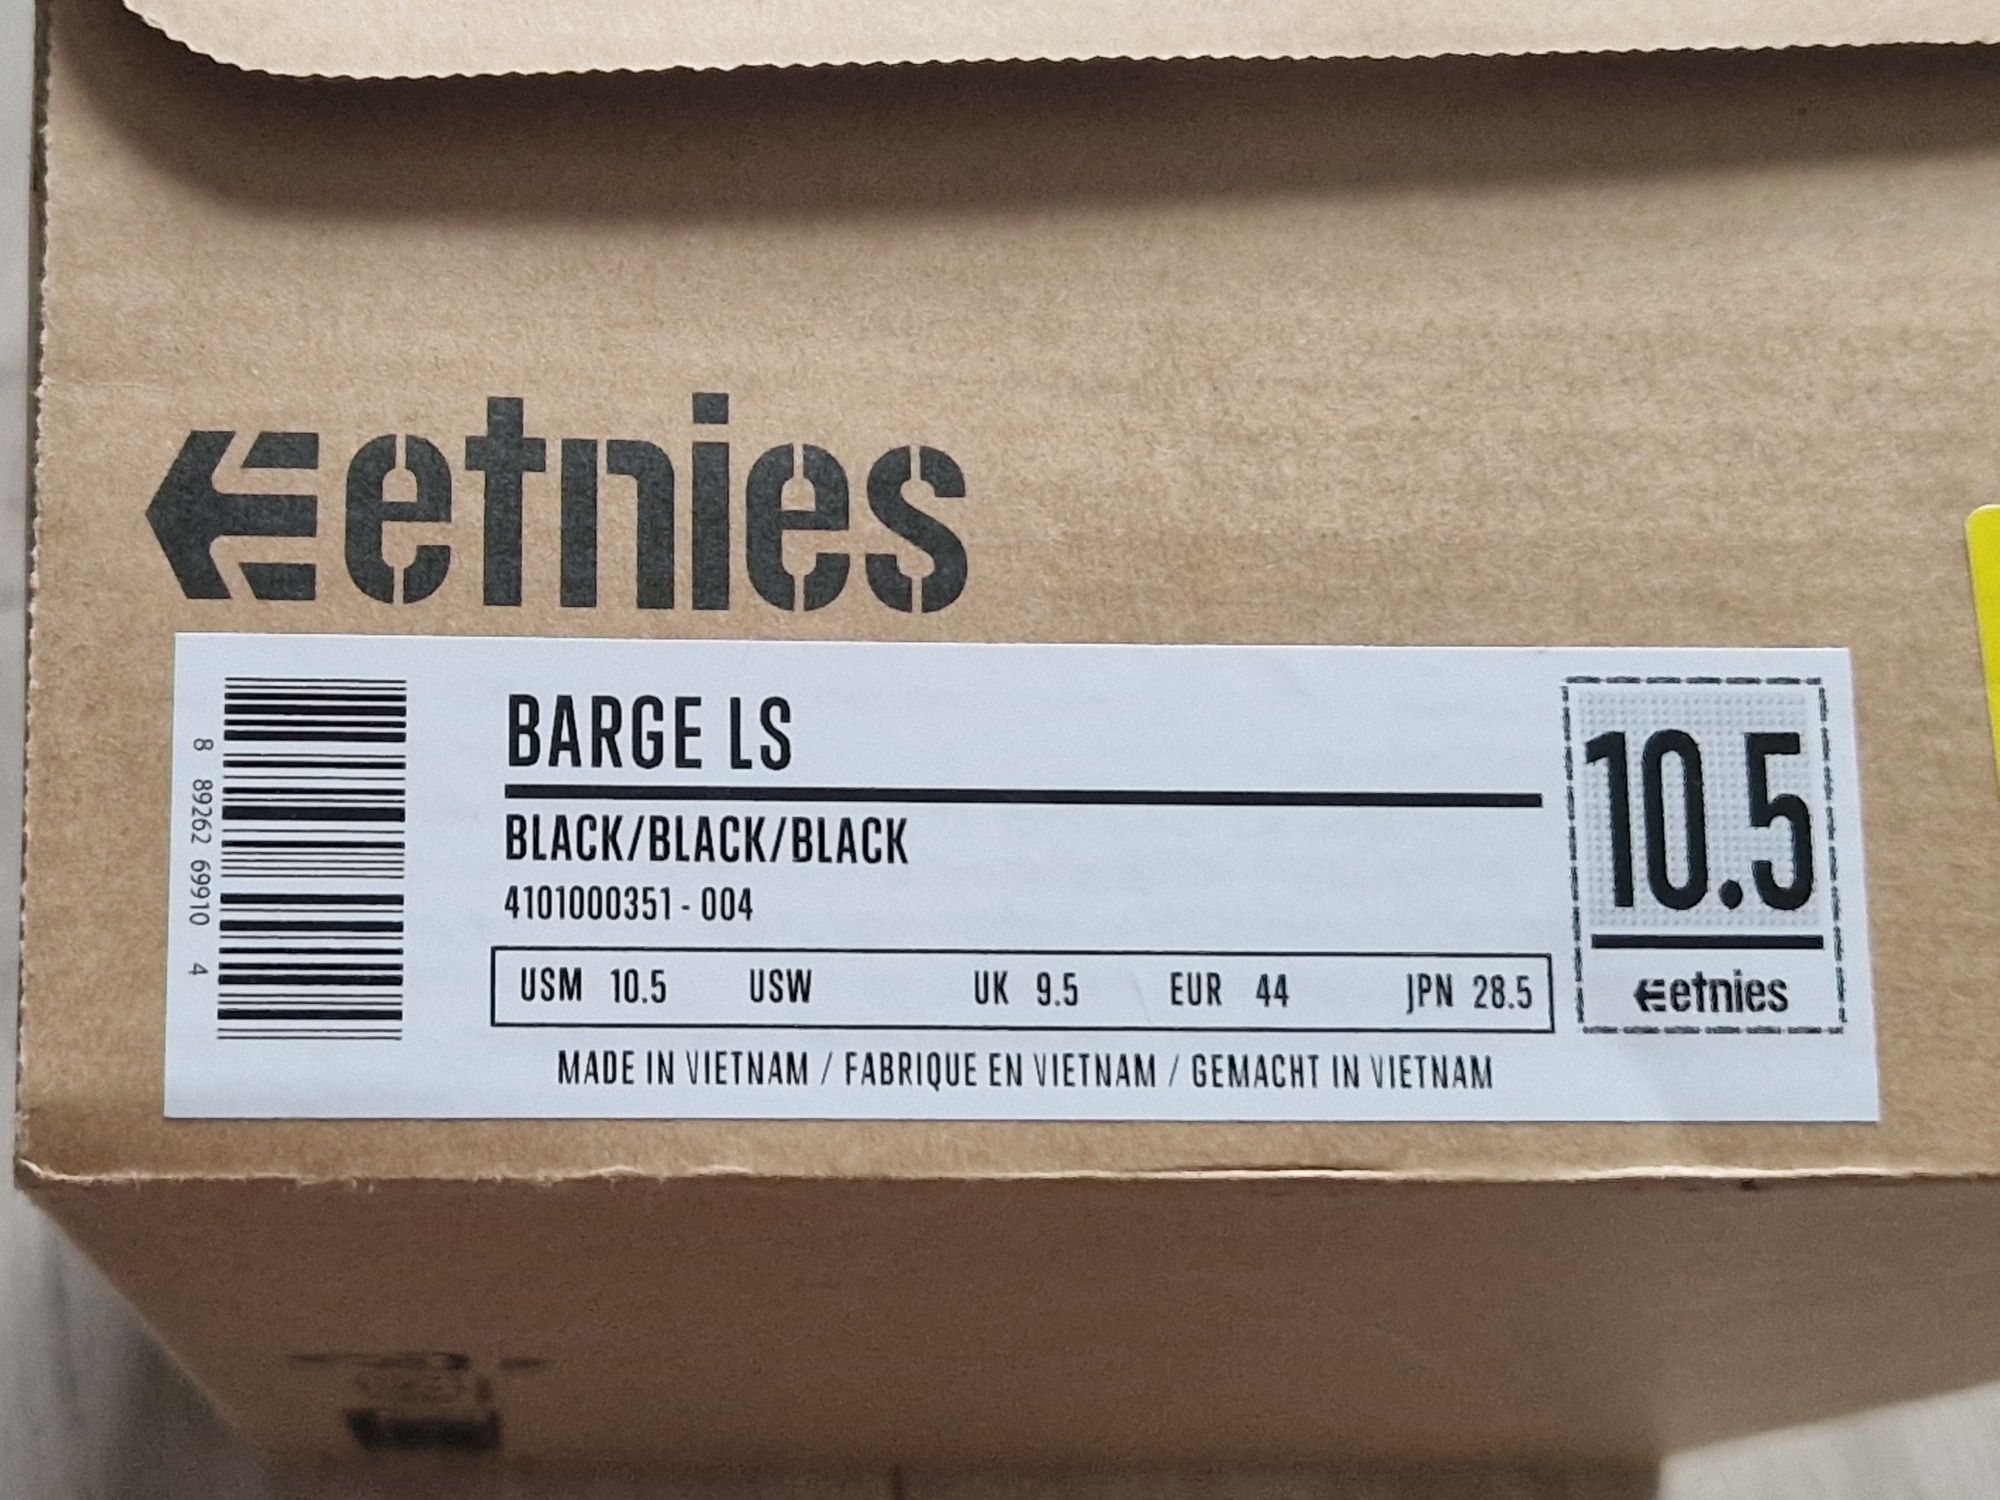 etnies
8 89262 69910 4
BARGE LS
BLACK/BLACK/BLACK
4101000351 - 004
USM 10.5 USW UK 9.5 EUR 44 JPN 28.5
MADE IN VIETNAM / FABRIQUE EN VIETNAM / GEMACHT IN VIETNAM
10.5
etnies